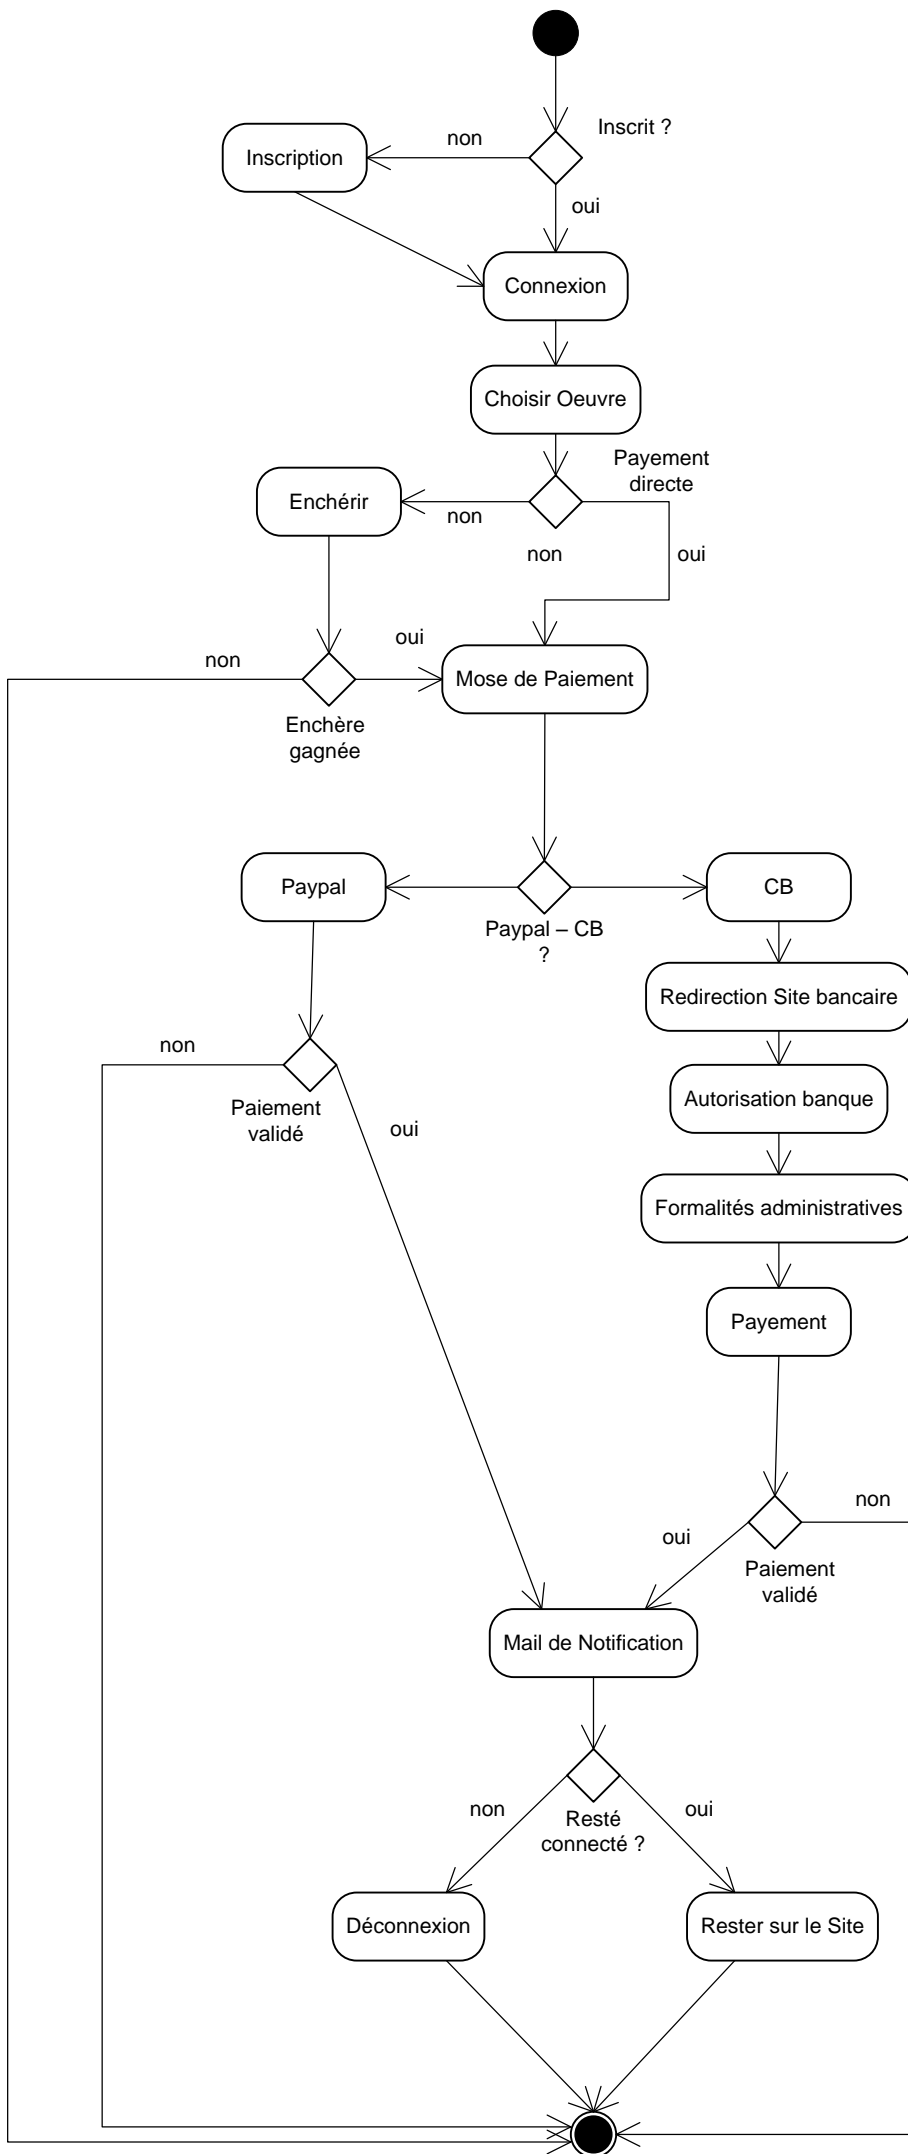 Inscrit ?
non
Inscription
oui
Connexion
Choisir Oeuvre
Payement
directe
Enchérir
non
non
oui
oui
non
Mose de Paiement
Enchère
gagnée
Paypal
CB
Paypal – CB
?
Redirection Site bancaire
non
Autorisation banque
Paiement
validé
oui
Formalités administratives
Payement
non
oui
Paiement
validé
Mail de Notification
non
oui
Resté
connecté ?
Déconnexion
Rester sur le Site